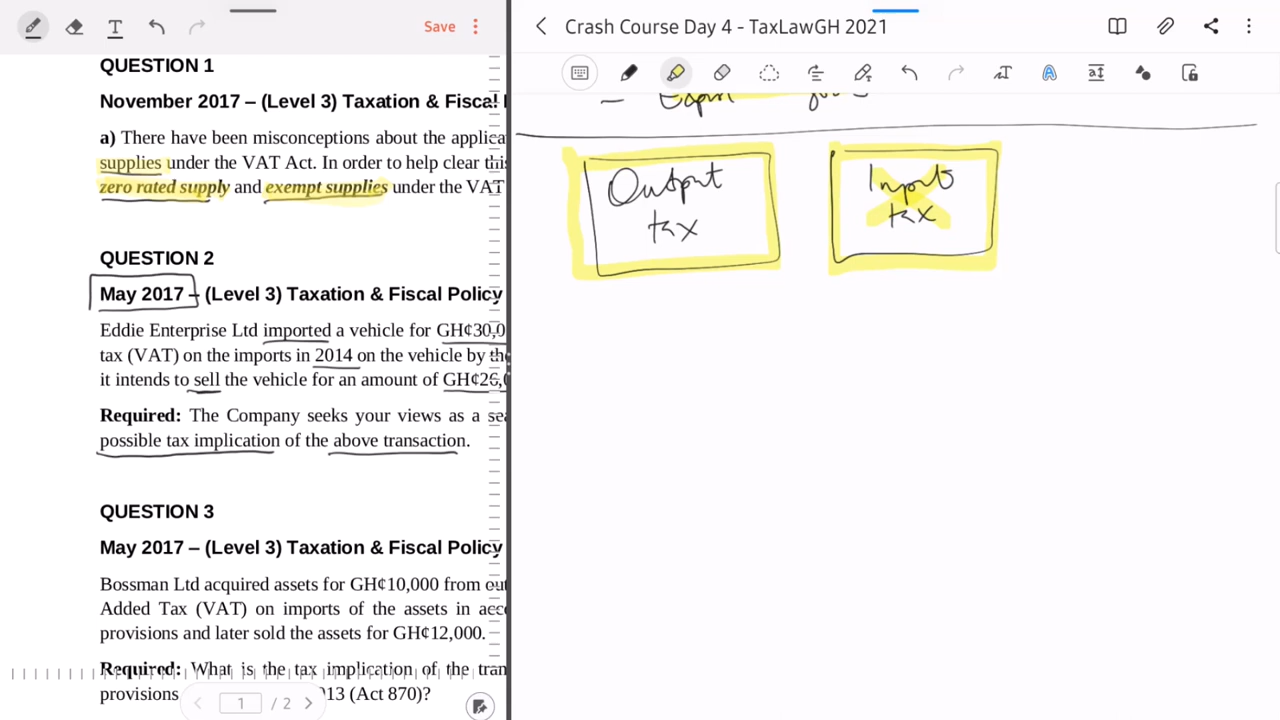 Save
QUESTION 1
November 2017 – (Level 3) Taxation & Fiscal
a) There have been misconceptions about the applica
supplies under the VAT Act. In order to help clear this
zero rated supply and exempt supplies under the VAT
QUESTION 2
May 2017 – (Level 3) Taxation & Fiscal Policy
Eddie Enterprise Ltd imported a vehicle for GH¢30,0
tax (VAT) on the imports in 2014 on the vehicle by the
it intends to sell the vehicle for an amount of GH¢26,
Required: The Company seeks your views as a sea
possible tax implication of the above transaction.
QUESTION 3
May 2017 – (Level 3) Taxation & Fiscal Policy
Bossman Ltd acquired assets for GH¢10,000 from out
Added Tax (VAT) on imports of the assets in acc
provisions and later sold the assets for GH¢12,000.
Required: What is the tax implication of the tran
provisions 13 (Act 870)?
1 / 2
Crash Course Day 4 - TaxLawGH 2021
Output
tax
Input
tax